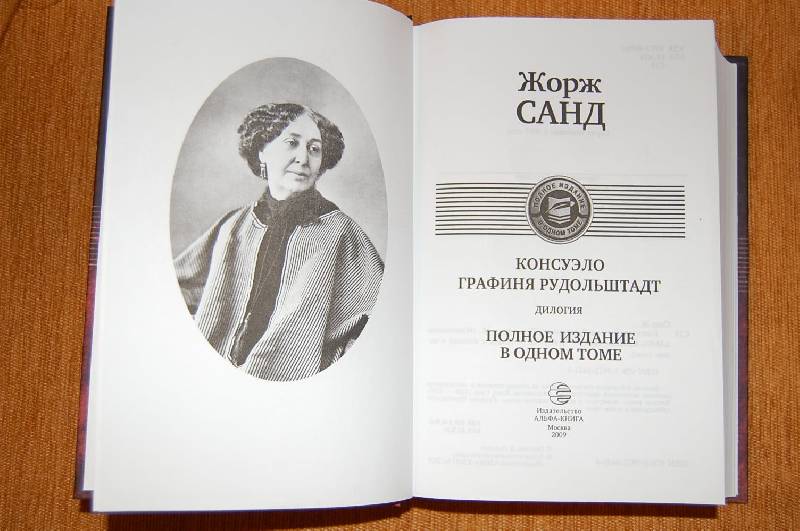 Жорж
САНД
ПОЛНОЕ ИЗДАНИЕ
В ОДНОМ ТОМЕ
КОНСУЭЛО
ГРАФИНЯ РУДОЛЬШТАДТ
ДИЛОГИЯ
ПОЛНОЕ ИЗДАНИЕ
В ОДНОМ ТОМЕ
Издательство
АЛЬФА-КНИГА
Москва
2009